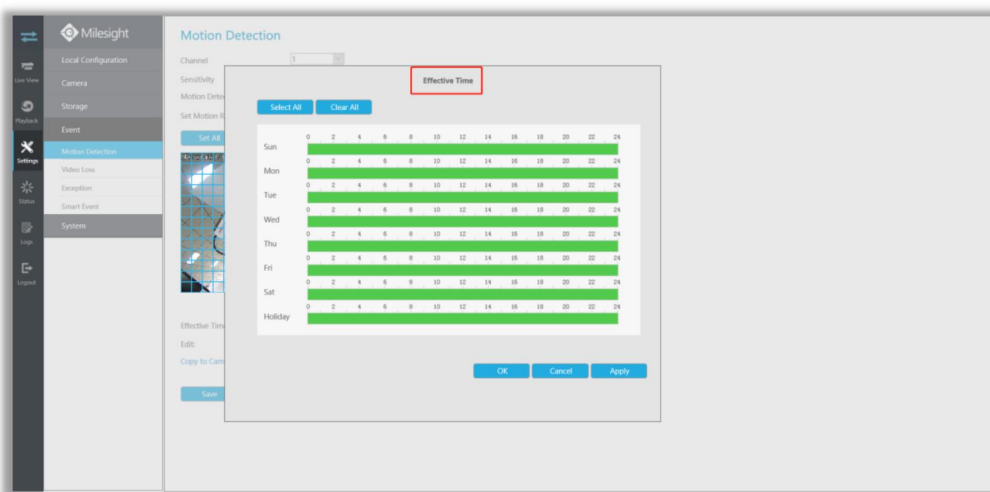 Milesight
Live View
Playback
Settings
Status
Logs
Logout
Local Configuration
Camera
Storage
Event
Motion Detection
Video Loss
Exception
Smart Event
System
Motion Detection
Channel 1
Sensitivity
Motion Dete
Set Motion R
Set All
Effective Time
Edit:
Copy to Cam
Save
Effective Time
Select All Clear All
0 2 4 6 8 10 12 14 16 18 20 22 24
Sun
0 2 4 6 8 10 12 14 16 18 20 22 24
Mon
0 2 4 6 8 10 12 14 16 18 20 22 24
Tue
0 2 4 6 8 10 12 14 16 18 20 22 24
Wed
0 2 4 6 8 10 12 14 16 18 20 22 24
Thu
0 2 4 6 8 10 12 14 16 18 20 22 24
Fri
0 2 4 6 8 10 12 14 16 18 20 22 24
Sat
0 2 4 6 8 10 12 14 16 18 20 22 24
Holiday
OK Cancel Apply